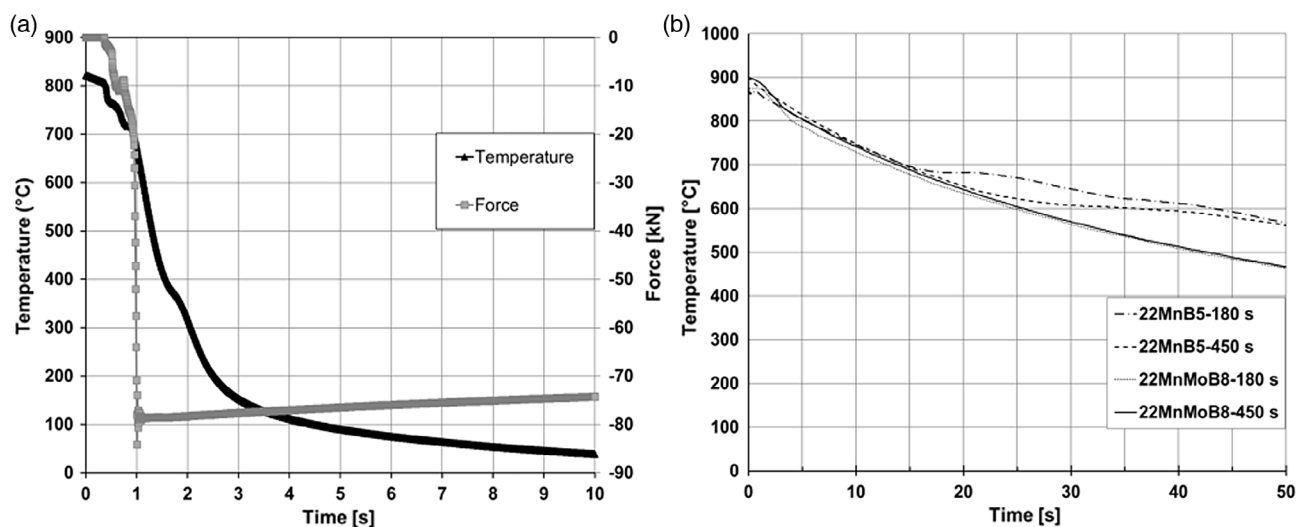 (a)
900
800
700
600
500
400
300
200
100
0
Temperature (°C)
0
-10
-20
-30
-40
-50
-60
-70
-80
-90
Force [kN]
Temperature
Force
0 1 2 3 4 5 6 7 8 9 10
Time [s]
(b)
1000
900
800
700
600
500
400
300
200
100
0
Temperature [°C]
22MnB5-180 s
22MnB5-450 s
22MnMoB8-180 s
22MnMoB8-450 s
0 10 20 30 40 50
Time [s]